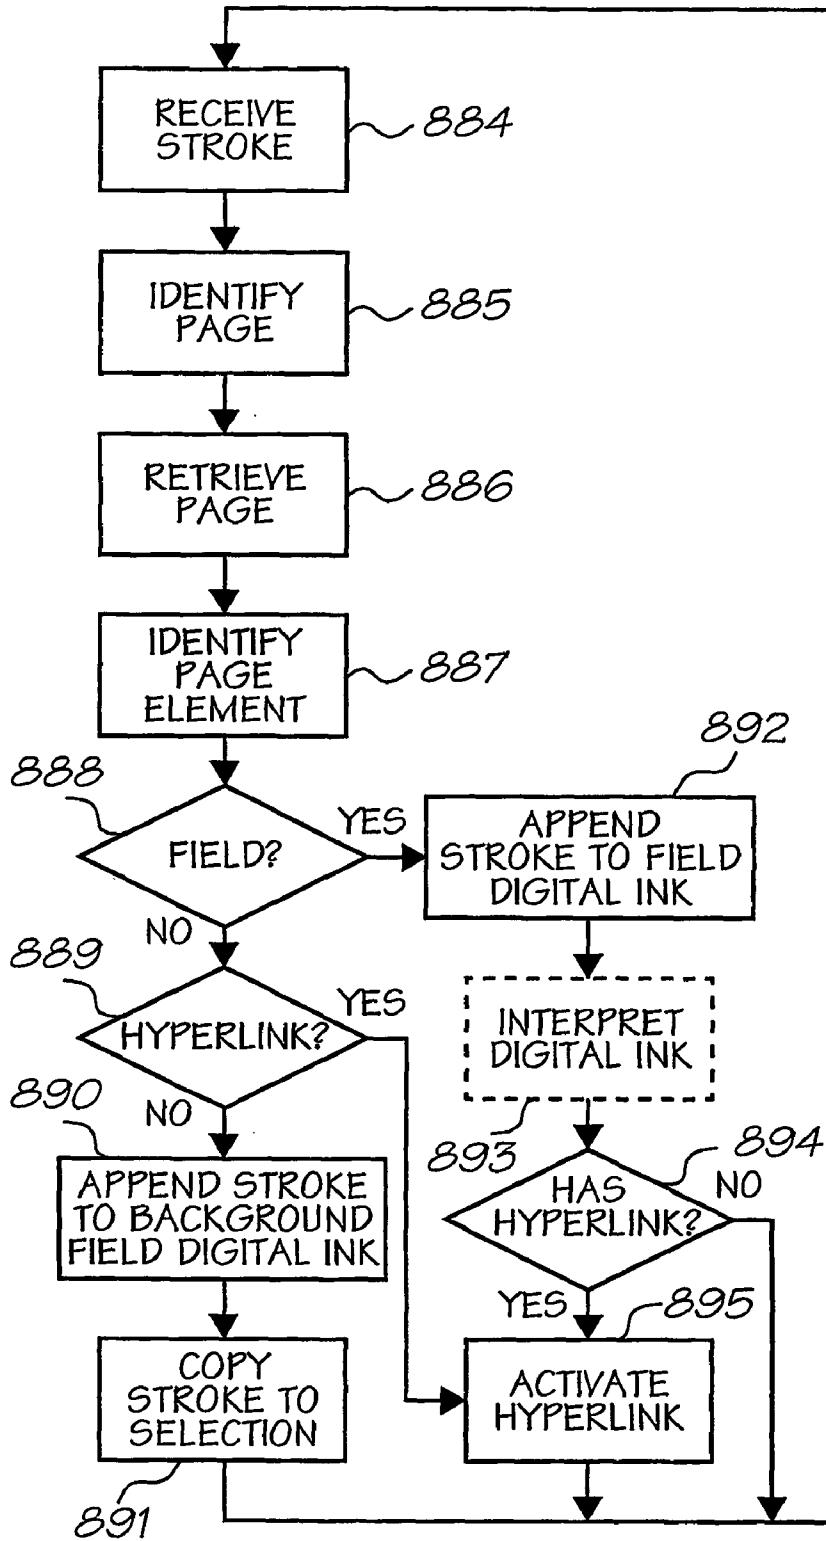 RECEIVE
STROKE
884
IDENTIFY
PAGE
885
RETRIEVE
PAGE
886
IDENTIFY
PAGE
ELEMENT
887
888
FIELD?
YES
NO
892
APPEND
STROKE TO FIELD
DIGITAL INK
889
HYPERLINK?
YES
NO
INTERPRET
DIGITAL INK
893
890
APPEND STROKE
TO BACKGROUND
FIELD DIGITAL INK
894
HAS
HYPERLINK?
NO
YES
COPY
STROKE TO
SELECTION
891
895
ACTIVATE
HYPERLINK